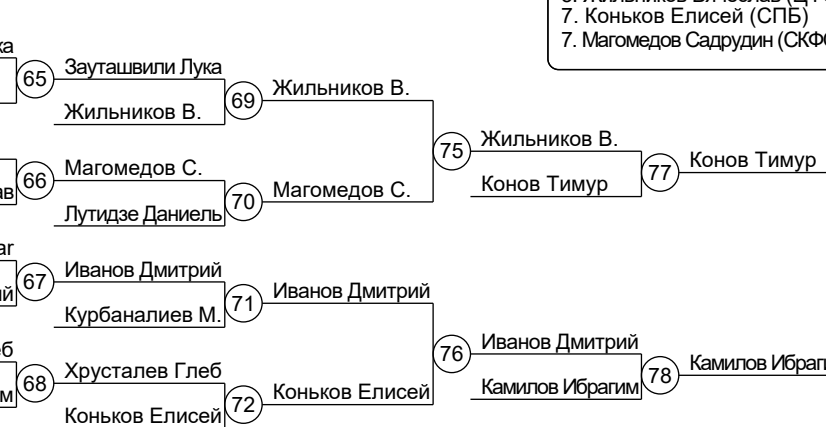 7. Коньков Елисей (СПБ)
7. Магомедов Садрудин (СКФО
65
Зауташвили Лука
Жильников В.
69
Жильников В.
66
Магомедов С.
Лутидзе Даниель
70
Магомедов С.
75
Жильников В.
Конов Тимур
77
Конов Тимур
67
Иванов Дмитрий
Курбаналиев М.
71
Иванов Дмитрий
68
Хрусталев Глеб
Коньков Елисей
72
Коньков Елисей
76
Иванов Дмитрий
Камилов Ибрагим
78
Камилов Ибраги